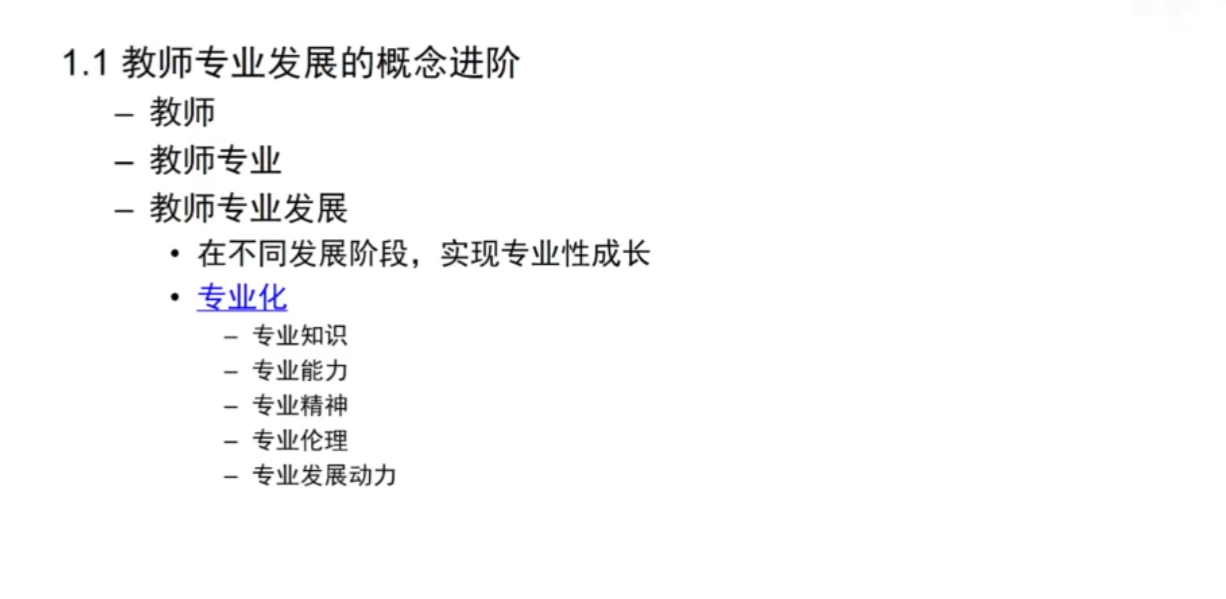 1.1 教师专业发展的概念进阶
– 教师
– 教师专业
– 教师专业发展
• 在不同发展阶段，实现专业性成长
• 专业化
– 专业知识
– 专业能力
– 专业精神
– 专业伦理
– 专业发展动力